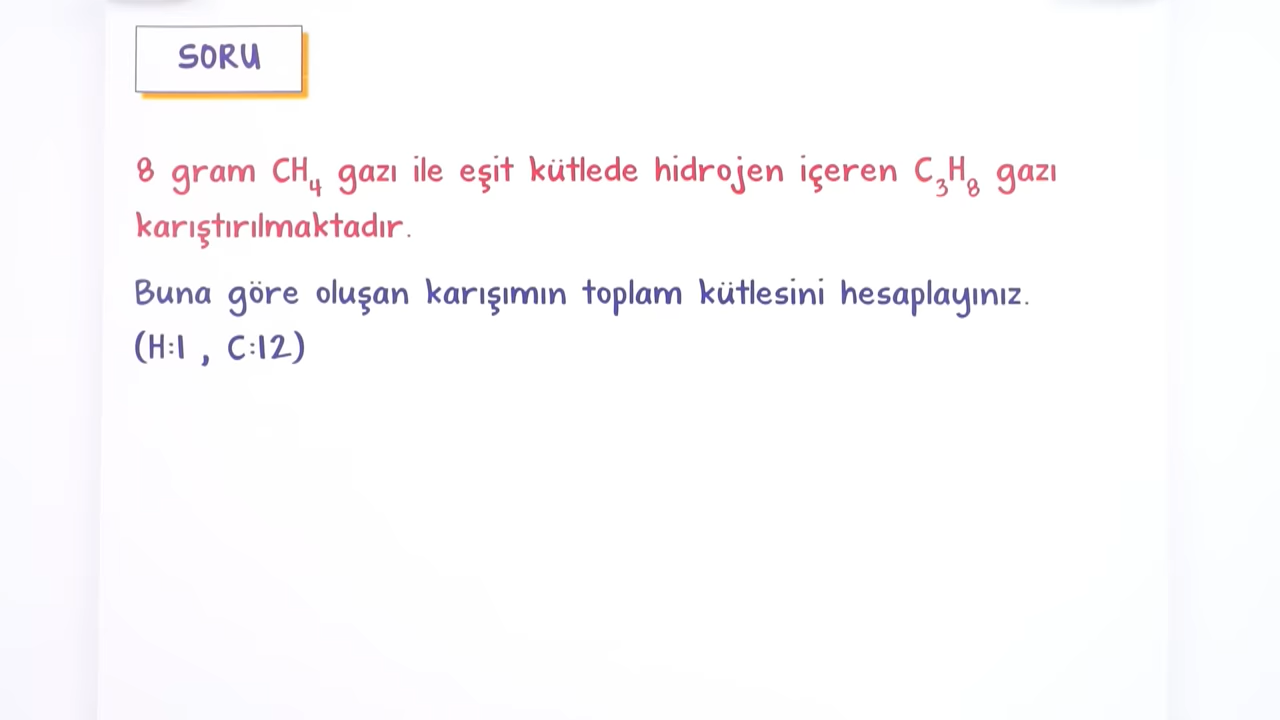 SORU
8 gram CH₄ gazı ile eşit kütlede hidrojen içeren C₃H₈ gazı
karıştırılmaktadır.
Buna göre oluşan karışımın toplam kütlesini hesaplayınız.
(H:1 , C:12)